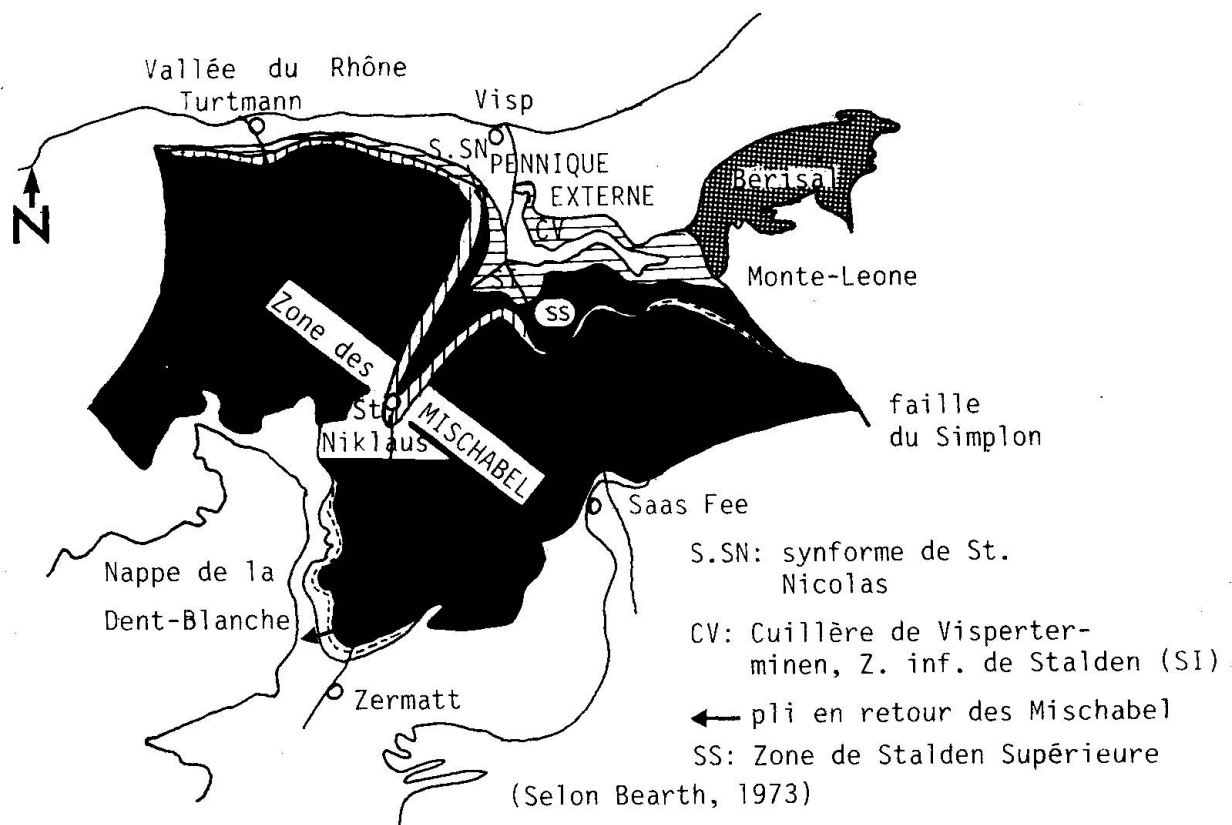 Vallée du Rhône
Turtmann
Visp
S.SN
PENNIQUE
EXTERNE
Bérisal
CV
N
Monte-Leone
Zone des
MISCHABEL
SS
St
Niklaus
faille
du Simplon
Saas Fee
Nappe de la
Dent-Blanche
Zermatt
S.SN: synforme de St.
Nicolas
CV: Cuillère de Visperter-
minen, Z. inf. de Stalden (SI)
pli en retour des Mischabel
SS: Zone de Stalden Supérieure
(Selon Bearth, 1973)